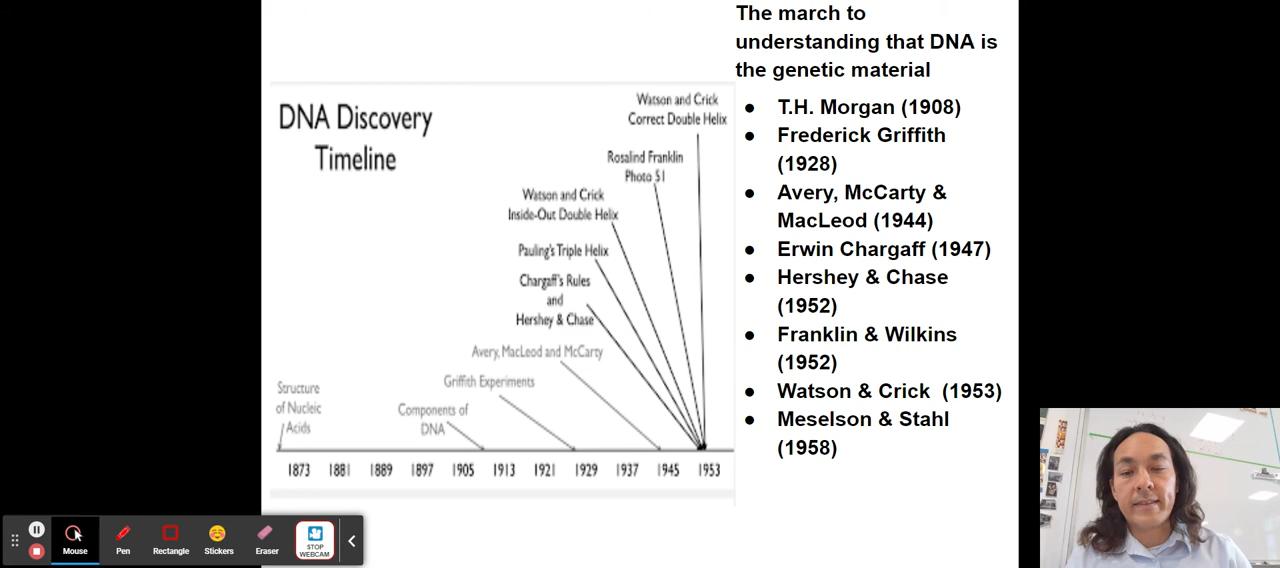 The march to
understanding that DNA is
the genetic material
● T.H. Morgan (1908)
● Frederick Griffith
(1928)
● Avery, McCarty &
MacLeod (1944)
● Erwin Chargaff (1947)
● Hershey & Chase
(1952)
● Franklin & Wilkins
(1952)
● Watson & Crick (1953)
● Meselson & Stahl
(1958)
DNA Discovery
Timeline
Watson and Crick
Correct Double Helix
Rosalind Franklin
Photo 51
Watson and Crick
Inside-Out Double Helix
Pauling's Triple Helix
Chargaff's Rules
and
Hershey & Chase
Avery, MacLeod and McCarty
Griffith Experiments
Components of
DNA
Structure
of Nucleic
Acids
1873 1881 1889 1897 1905 1913 1921 1929 1937 1945 1953
Mouse Pen Rectangle Stickers Eraser
STOP
WEBCAM